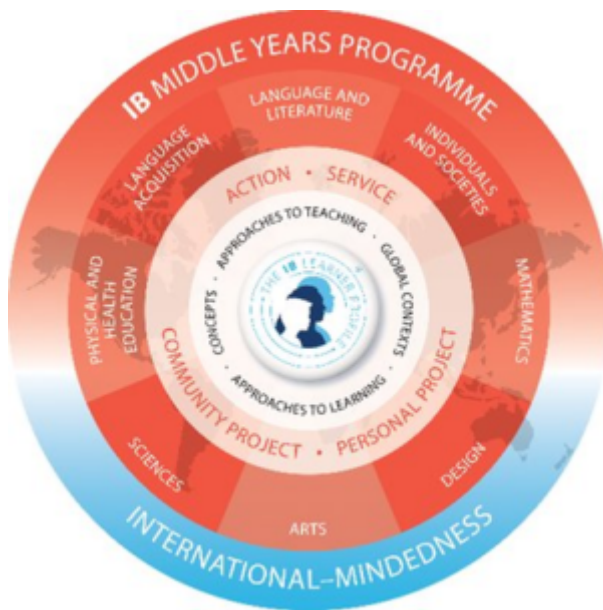 IB MIDDLE YEARS PROGRAMME
LANGUAGE AND
LITERATURE
INDIVIDUALS
AND SOCIETIES
MATHEMATICS
DESIGN
ARTS
SCIENCES
PHYSICAL AND
HEALTH
EDUCATION
LANGUAGE
ACQUISITION
ACTION • SERVICE
COMMUNITY PROJECT • PERSONAL PROJECT
APPROACHES TO TEACHING · GLOBAL CONTEXTS · APPROACHES TO LEARNING · CONCEPTS ·
THE IB LEARNER PROFILE
INTERNATIONAL–MINDEDNESS